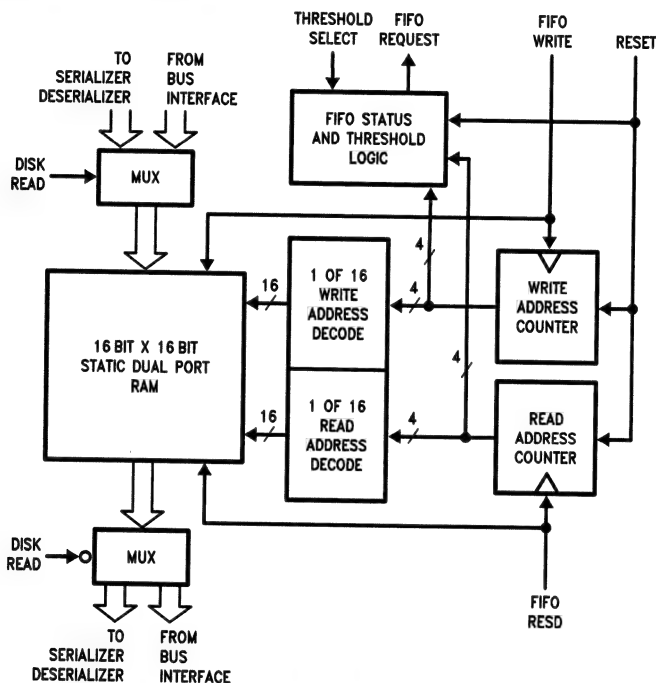 THRESHOLD
SELECT
FIFO
REQUEST
FIFO
WRITE
RESET
TO
SERIALIZER
DESERIALIZER
FROM
BUS
INTERFACE
FIFO STATUS
AND THRESHOLD
LOGIC
DISK
READ
MUX
4
16 BIT X 16 BIT
STATIC DUAL PORT
RAM
16
1 OF 16
WRITE
ADDRESS
DECODE
4
WRITE
ADDRESS
COUNTER
4
16
1 OF 16
READ
ADDRESS
DECODE
4
READ
ADDRESS
COUNTER
DISK
READ
MUX
FIFO
RESD
TO
SERIALIZER
DESERIALIZER
FROM
BUS
INTERFACE